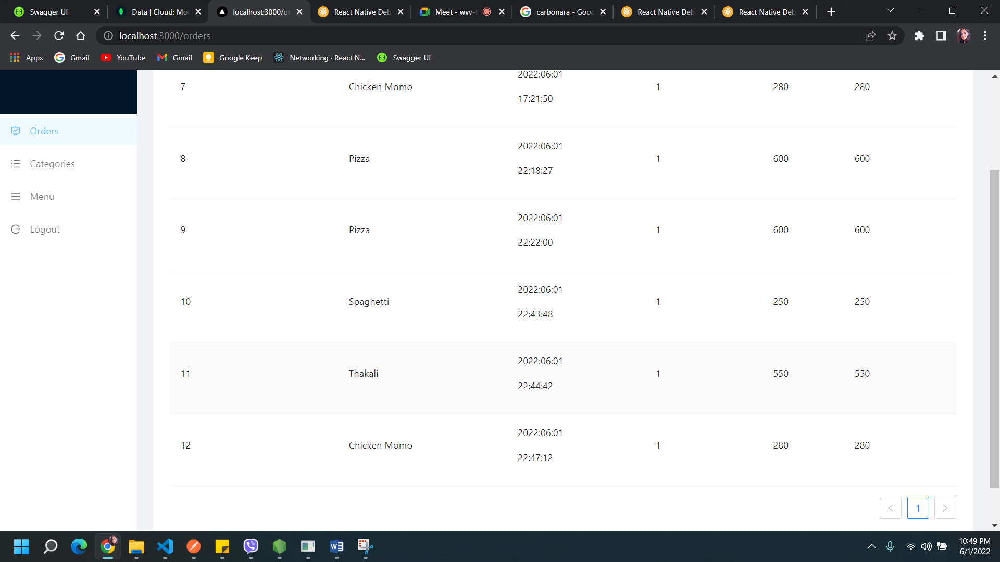 Swagger UI
Data | Cloud: Mo
localhost:3000/or
React Native Deb
Meet - wvv-t
carbonara - Goog
React Native Deb
React Native Deb
localhost:3000/orders
Apps
Gmail
YouTube
Gmail
Google Keep
Networking · React N...
Swagger UI
Orders
Categories
Menu
Logout
7 Chicken Momo 2022:06:01 1 280 280
17:21:50
8 Pizza 2022:06:01 1 600 600
22:18:27
9 Pizza 2022:06:01 1 600 600
22:22:00
10 Spaghetti 2022:06:01 1 250 250
22:43:48
11 Thakali 2022:06:01 1 550 550
22:44:42
12 Chicken Momo 2022:06:01 1 280 280
22:47:12
< 1 >
10:49 PM
6/1/2022